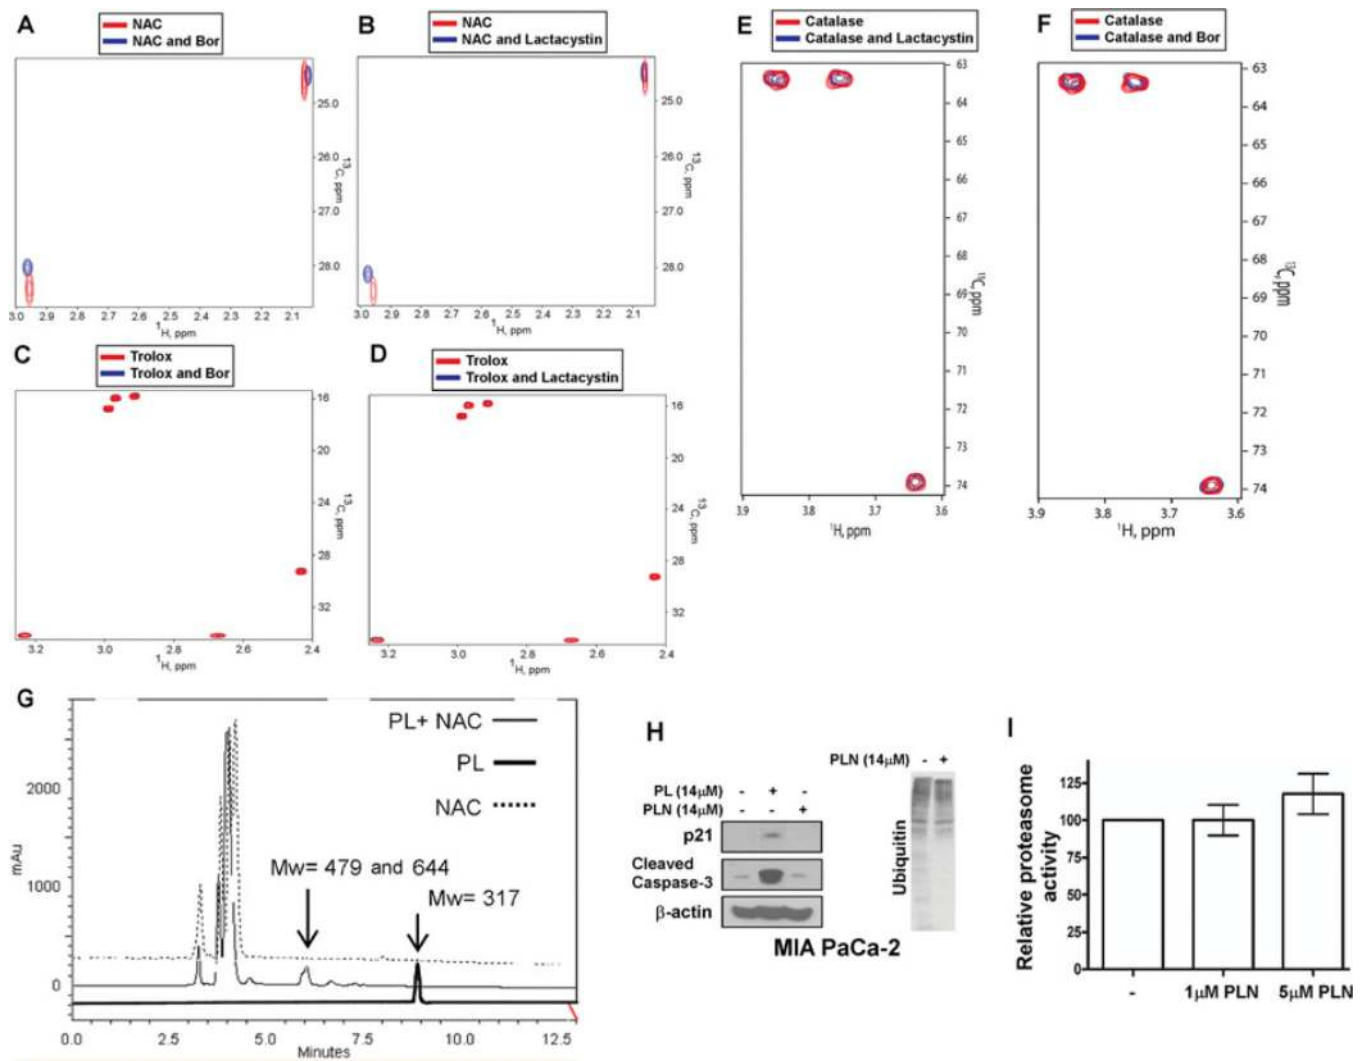 A
NAC
NAC and Bor
25.0
26.0
27.0
28.0
13C, ppm
3.0 2.9 2.8 2.7 2.6 2.5 2.4 2.3 2.2 2.1
1H, ppm
B
NAC
NAC and Lactacystin
25.0
26.0
27.0
28.0
13C, ppm
3.0 2.9 2.8 2.7 2.6 2.5 2.4 2.3 2.2 2.1
1H, ppm
E
Catalase
Catalase and Lactacystin
63
64
65
66
67
68
69
70
71
72
73
74
13C, ppm
3.9 3.8 3.7 3.6
1H, ppm
F
Catalase
Catalase and Bor
63
64
65
66
67
68
69
70
71
72
73
74
13C, ppm
3.9 3.8 3.7 3.6
1H, ppm
C
Trolox
Trolox and Bor
16
20
24
28
32
13C, ppm
3.2 3.0 2.8 2.6 2.4
1H, ppm
D
Trolox
Trolox and Lactacystin
16
20
24
28
32
13C, ppm
3.2 3.0 2.8 2.6 2.4
1H, ppm
G
PL+ NAC
PL
NAC
Mw= 479 and 644
Mw= 317
2000
1000
0
mAu
0.0 2.5 5.0 7.5 10.0 12.5
Minutes
H
PL (14µM) - + -
PLN (14µM) - - +
p21
Cleaved
Caspase-3
β-actin
PLN (14µM) - +
Ubiquitin
MIA PaCa-2
I
Relative proteasome
activity
125
100
75
50
25
0
- 1µM PLN 5µM PLN